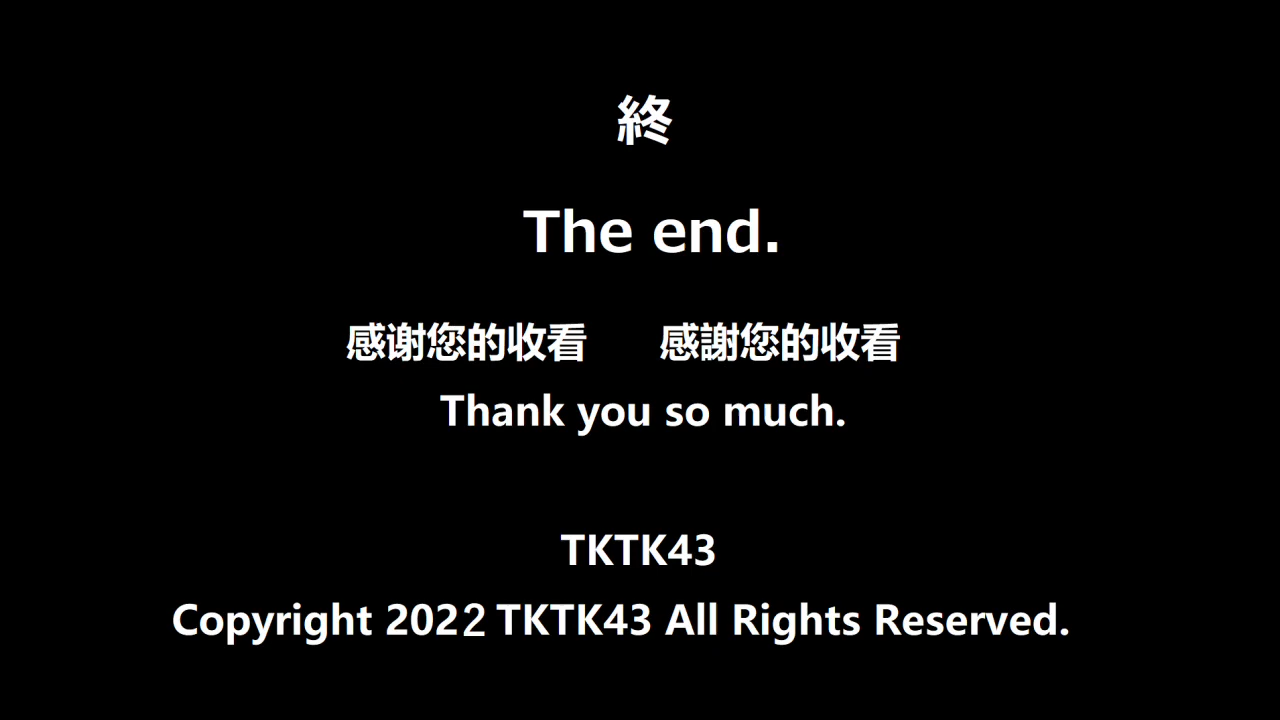 終
The end.
感谢您的收看 感謝您的收看
Thank you so much.
TKTK43
Copyright 2022 TKTK43 All Rights Reserved.